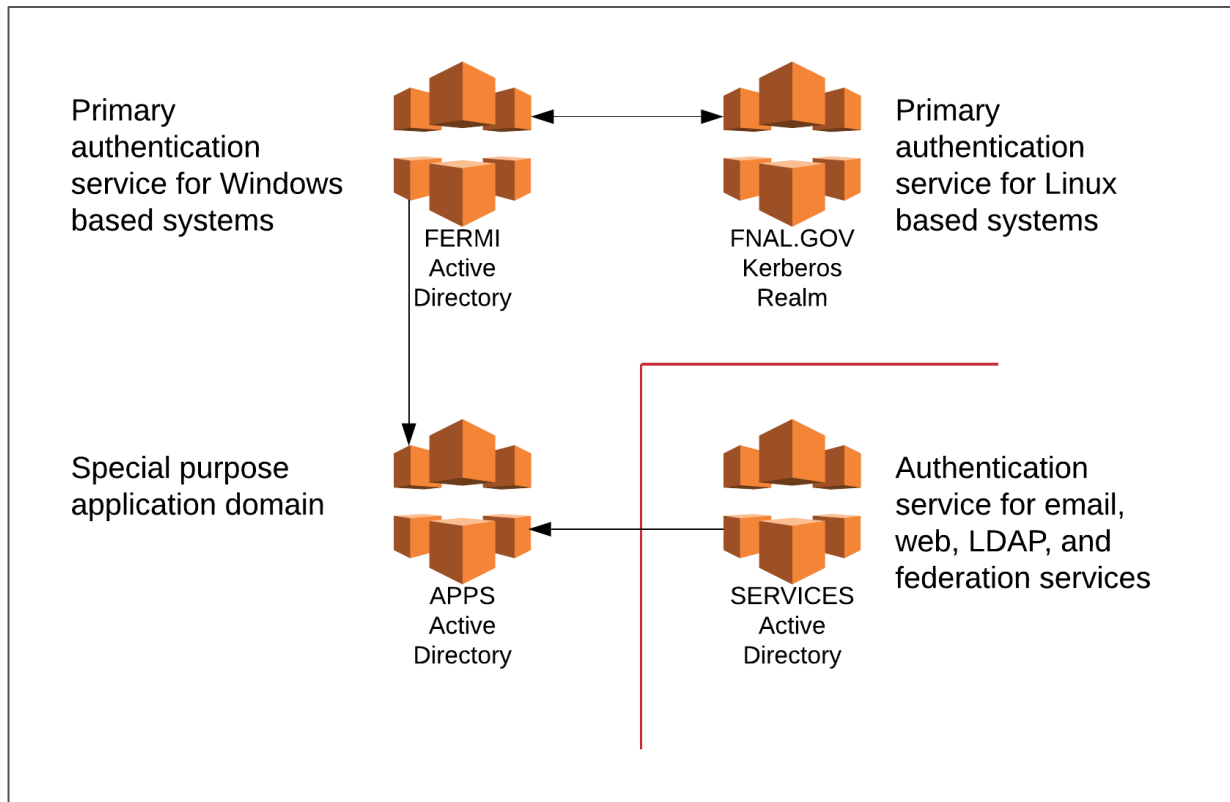 Primary
authentication
service for Windows
based systems
FERMI
Active
Directory
FNAL.GOV
Kerberos
Realm
Primary
authentication
service for Linux
based systems
Special purpose
application domain
APPS
Active
Directory
SERVICES
Active
Directory
Authentication
service for email,
web, LDAP, and
federation services